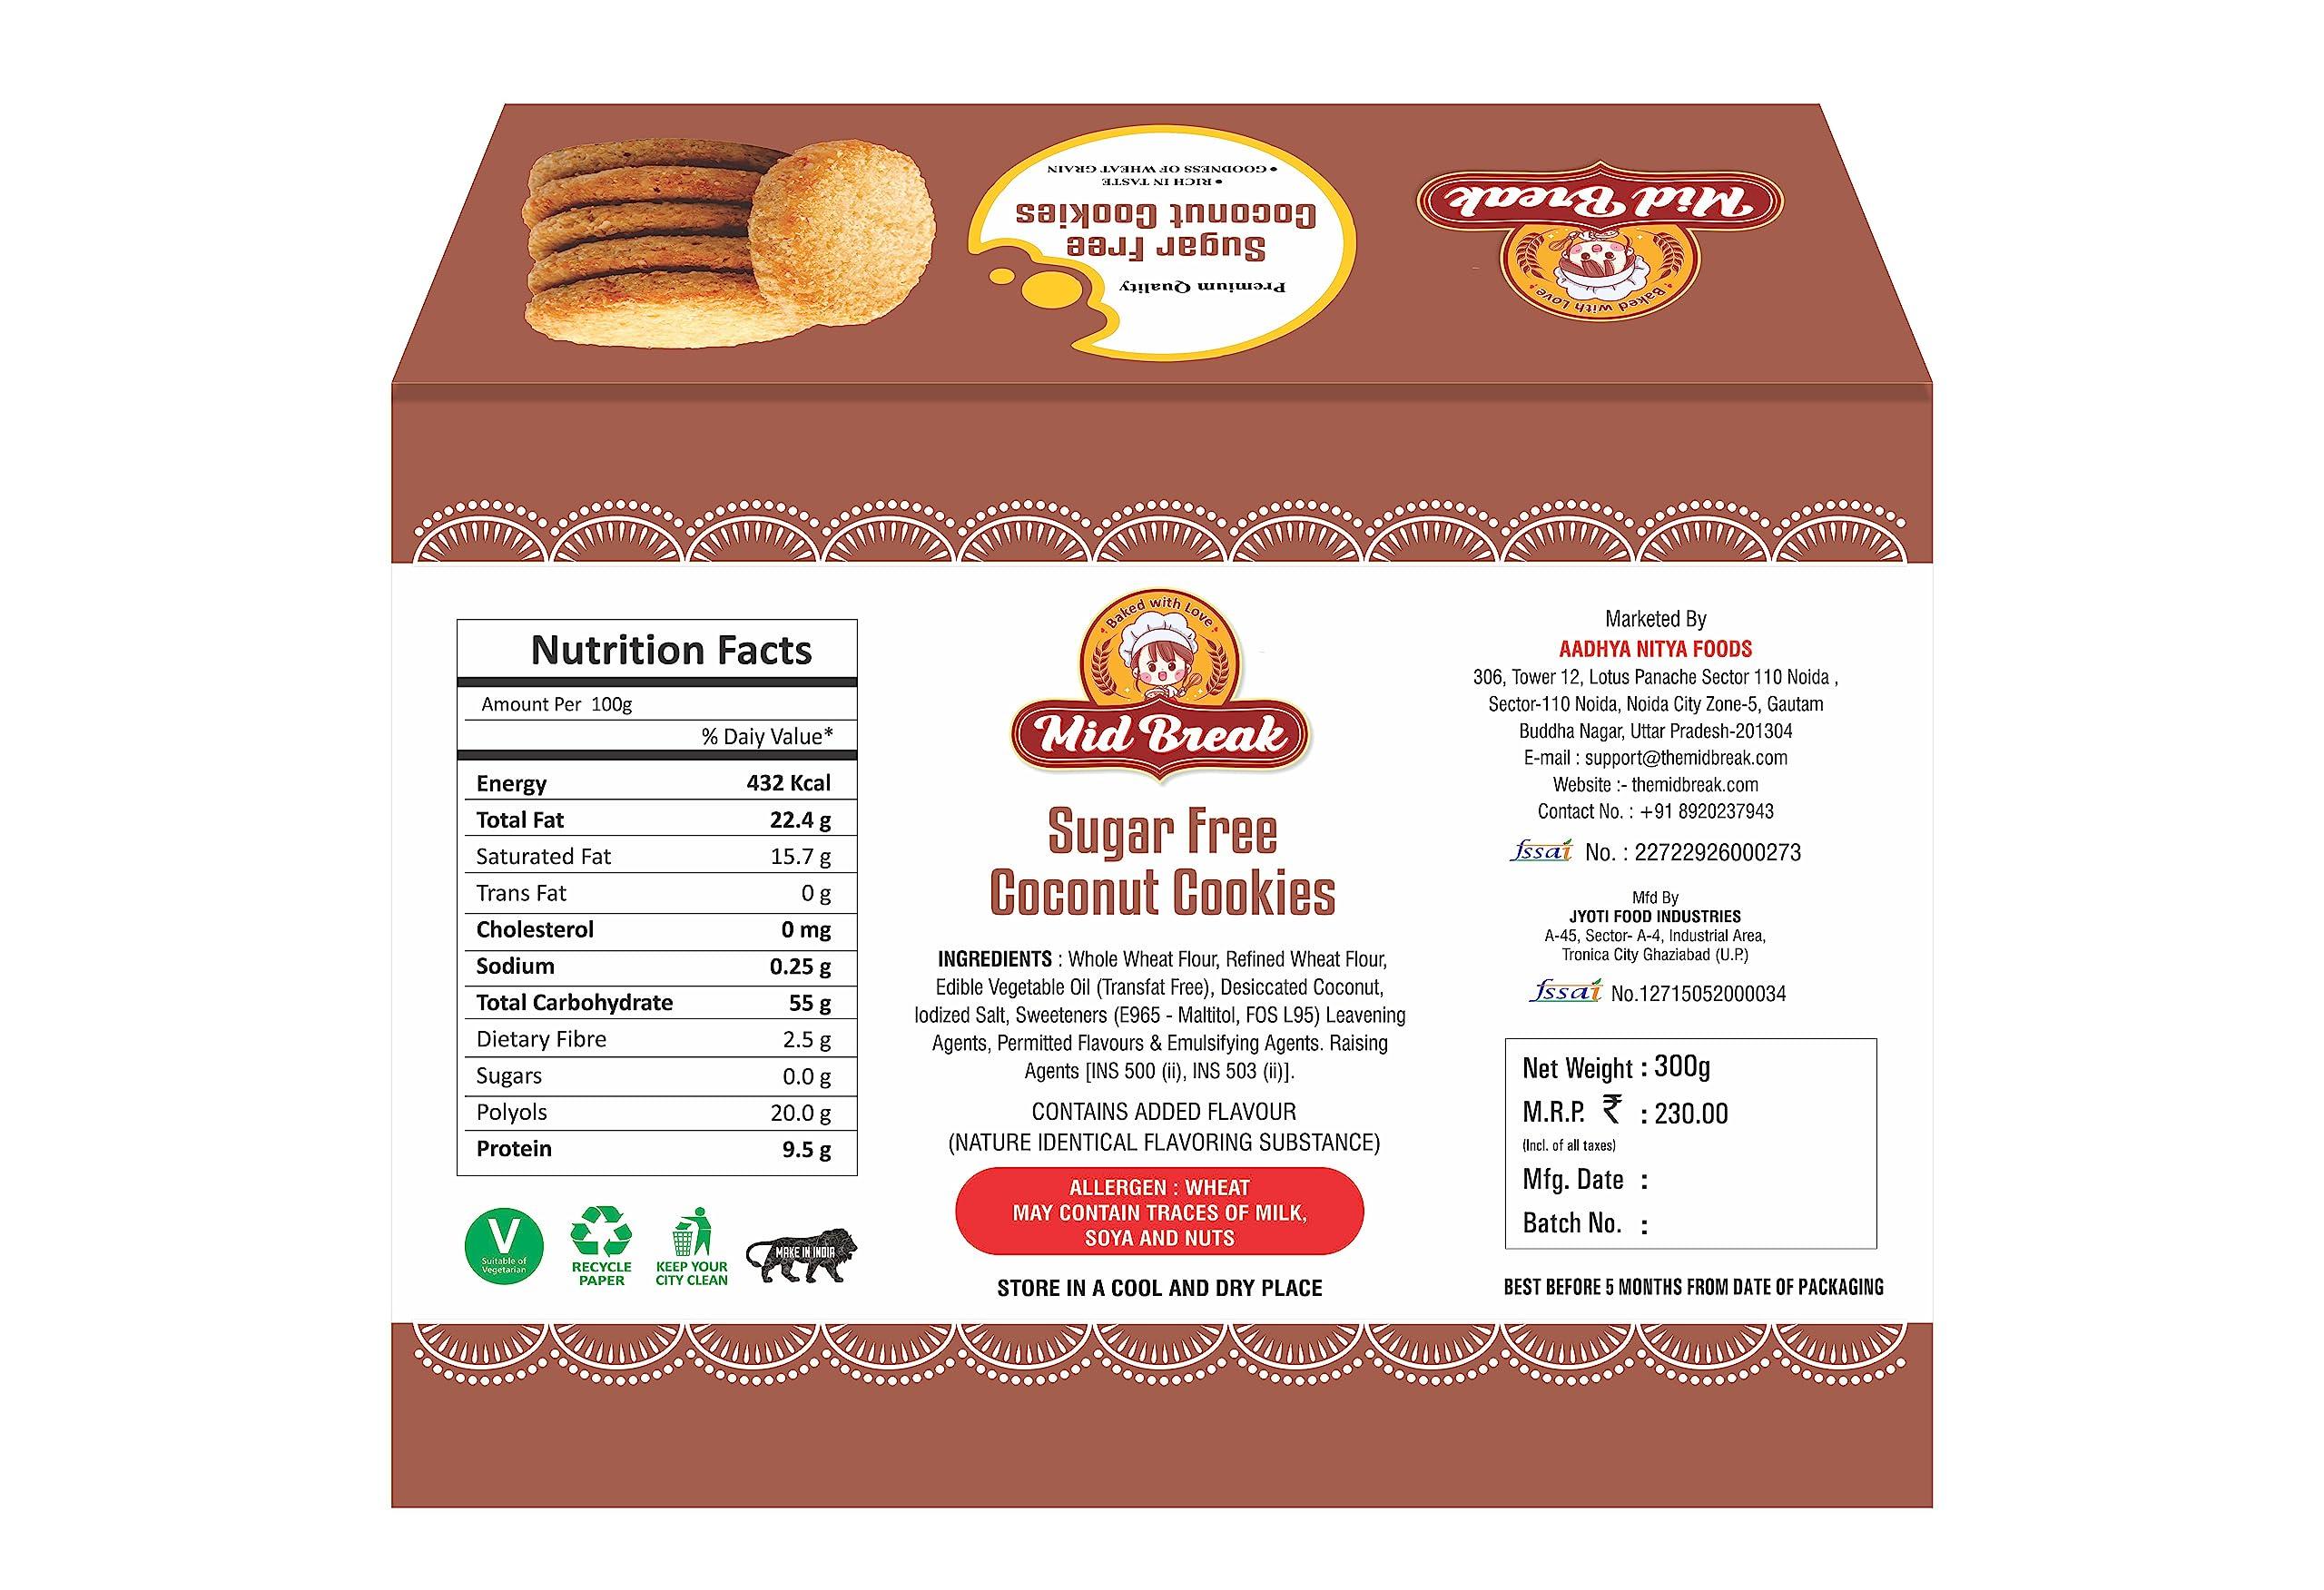 • GOODNESS OF WHEAT GRAIN
• RICH IN TASTE
Coconut Cookies
Sugar Free
Premium Quality
Mid Break
Baked with Love
Nutrition Facts
Amount Per 100g
% Daiy Value*
Energy 432 Kcal
Total Fat 22.4 g
Saturated Fat 15.7 g
Trans Fat 0 g
Cholesterol 0 mg
Sodium 0.25 g
Total Carbohydrate 55 g
Dietary Fibre 2.5 g
Sugars 0.0 g
Polyols 20.0 g
Protein 9.5 g
V
Suitable of
Vegetarian
RECYCLE
PAPER
KEEP YOUR
CITY CLEAN
MAKE IN INDIA
Baked with Love
Mid Break
Sugar Free
Coconut Cookies
INGREDIENTS : Whole Wheat Flour, Refined Wheat Flour,
Edible Vegetable Oil (Transfat Free), Desiccated Coconut,
Iodized Salt, Sweeteners (E965 - Maltitol, FOS L95) Leavening
Agents, Permitted Flavours & Emulsifying Agents. Raising
Agents [INS 500 (ii), INS 503 (ii)].
CONTAINS ADDED FLAVOUR
(NATURE IDENTICAL FLAVORING SUBSTANCE)
ALLERGEN : WHEAT
MAY CONTAIN TRACES OF MILK,
SOYA AND NUTS
STORE IN A COOL AND DRY PLACE
Marketed By
AADHYA NITYA FOODS
306, Tower 12, Lotus Panache Sector 110 Noida ,
Sector-110 Noida, Noida City Zone-5, Gautam
Buddha Nagar, Uttar Pradesh-201304
E-mail : support@themidbreak.com
Website :- themidbreak.com
Contact No. : +91 8920237943
fssai No. : 22722926000273
Mfd By
JYOTI FOOD INDUSTRIES
A-45, Sector- A-4, Industrial Area,
Tronica City Ghaziabad (U.P.)
fssai No.12715052000034
Net Weight : 300g
M.R.P. ₹ : 230.00
(Incl. of all taxes)
Mfg. Date :
Batch No. :
BEST BEFORE 5 MONTHS FROM DATE OF PACKAGING